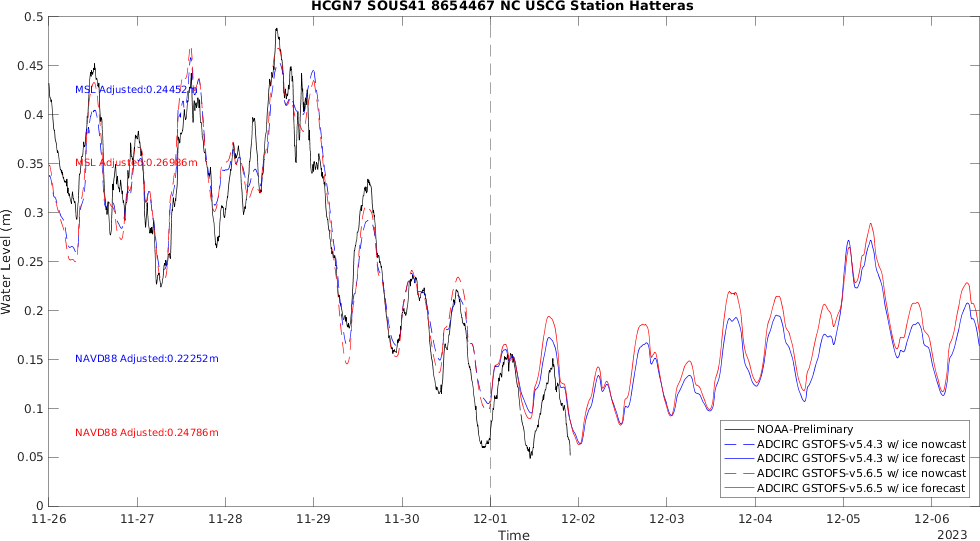 HCGN7 SOUS41 8654467 NC USCG Station Hatteras
0.5
0.45
0.4
0.35
0.3
0.25
0.2
0.15
0.1
0.05
0
Water Level (m)
MSL Adjusted:0.24452m
MSL Adjusted:0.26986m
NAVD88 Adjusted:0.22252m
NAVD88 Adjusted:0.24786m
NOAA-Preliminary
ADCIRC GSTOFS-v5.4.3 w/ ice nowcast
ADCIRC GSTOFS-v5.4.3 w/ ice forecast
ADCIRC GSTOFS-v5.6.5 w/ ice nowcast
ADCIRC GSTOFS-v5.6.5 w/ ice forecast
11-26 11-27 11-28 11-29 11-30 12-01 12-02 12-03 12-04 12-05 12-06
Time
2023